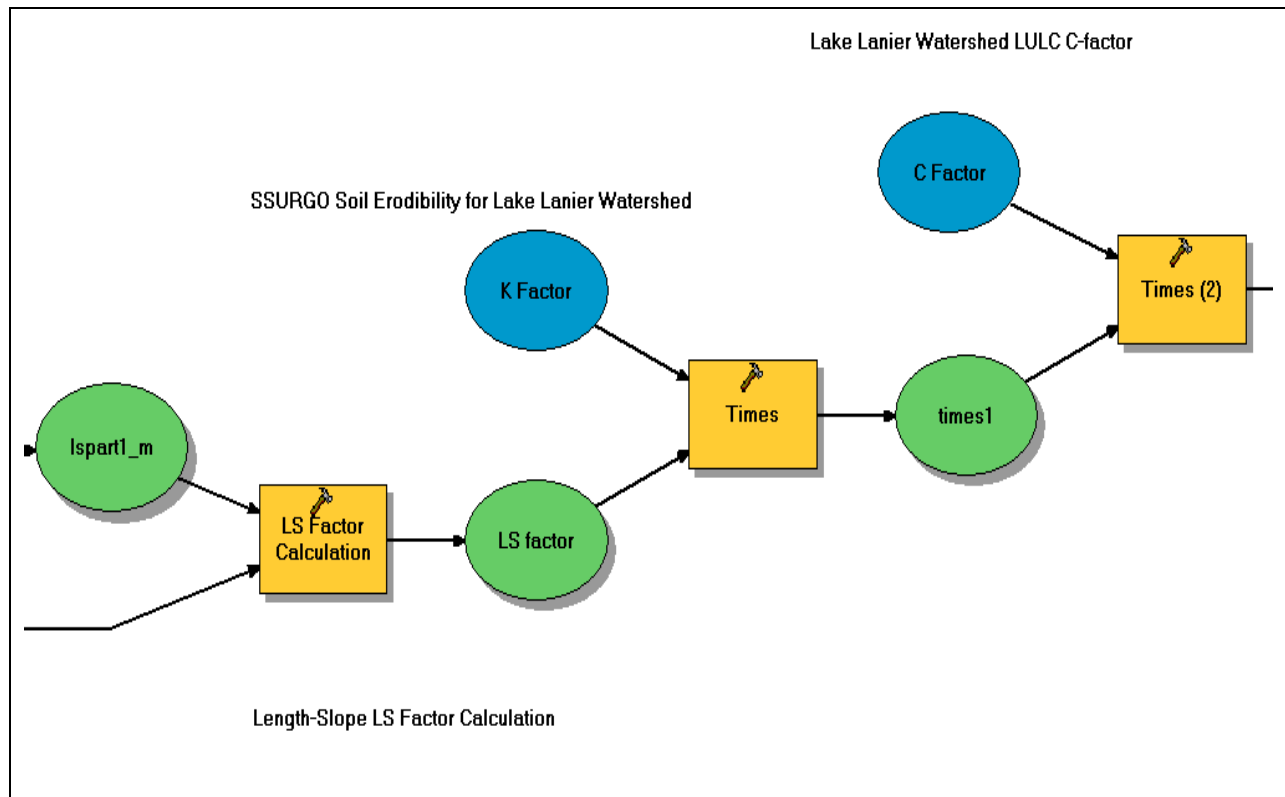 Lake Lanier Watershed LULC C-factor
C Factor
SSURGO Soil Erodibility for Lake Lanier Watershed
K Factor
Times (2)
Times
times1
lspart1_m
LS Factor
Calculation
LS factor
Length-Slope LS Factor Calculation